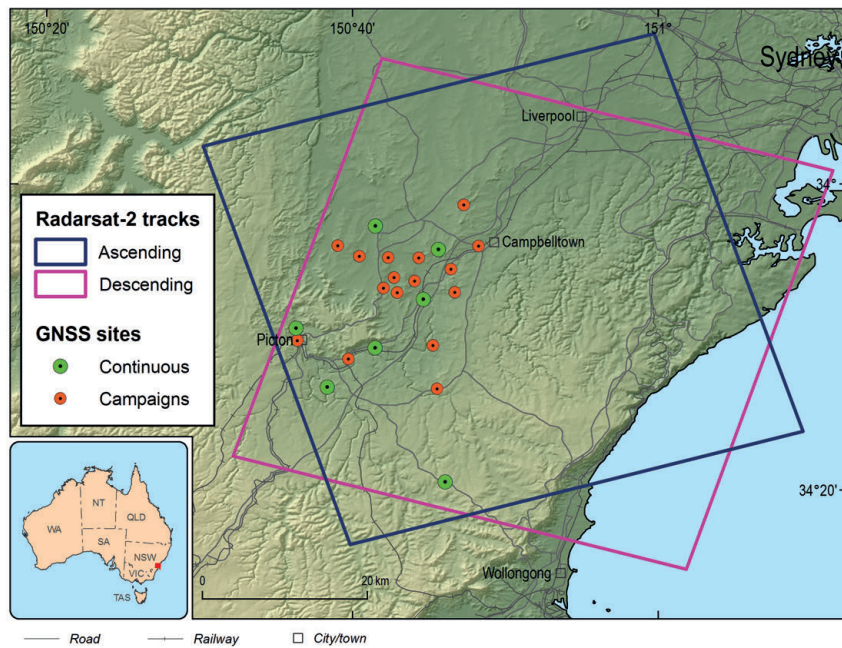 150°20'
150°40'
151°
Sydney
Liverpool
34°
Radarsat-2 tracks
Ascending
Descending
GNSS sites
Continuous
Campaigns
Campbelltown
Picton
34°20'
WA
NT
QLD
SA
NSW
VIC
TAS
0
20 km
Wollongong
Road
Railway
City/town